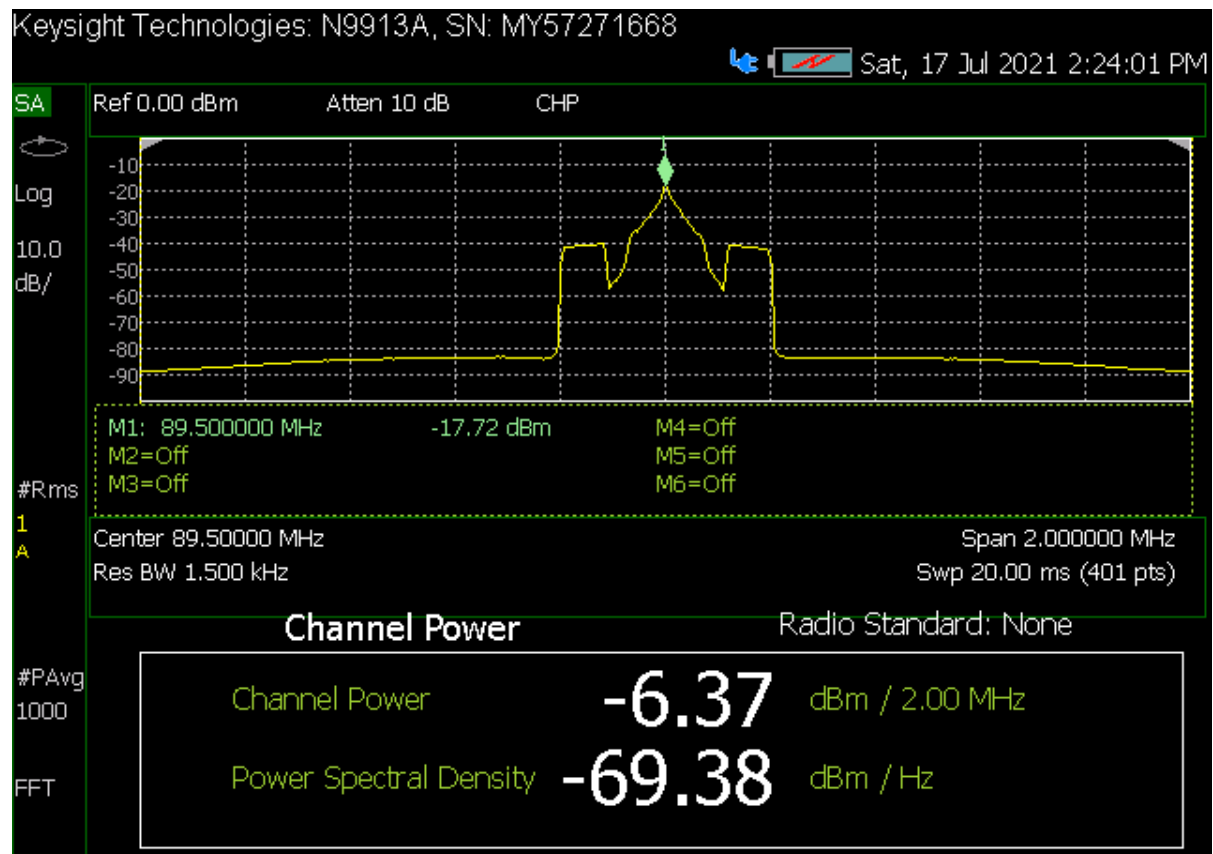 Keysight Technologies: N9913A, SN: MY57271668
Sat, 17 Jul 2021 2:24:01 PM
SA
Ref 0.00 dBm Atten 10 dB CHP
1
Log
10.0
dB/
-10
-20
-30
-40
-50
-60
-70
-80
-90
M1: 89.500000 MHz -17.72 dBm M4=Off
M2=Off M5=Off
M3=Off M6=Off
#Rms
1
A
Center 89.50000 MHz Span 2.000000 MHz
Res BW 1.500 kHz Swp 20.00 ms (401 pts)
Channel Power Radio Standard: None
#PAvg
1000
Channel Power -6.37 dBm / 2.00 MHz
Power Spectral Density -69.38 dBm / Hz
FFT